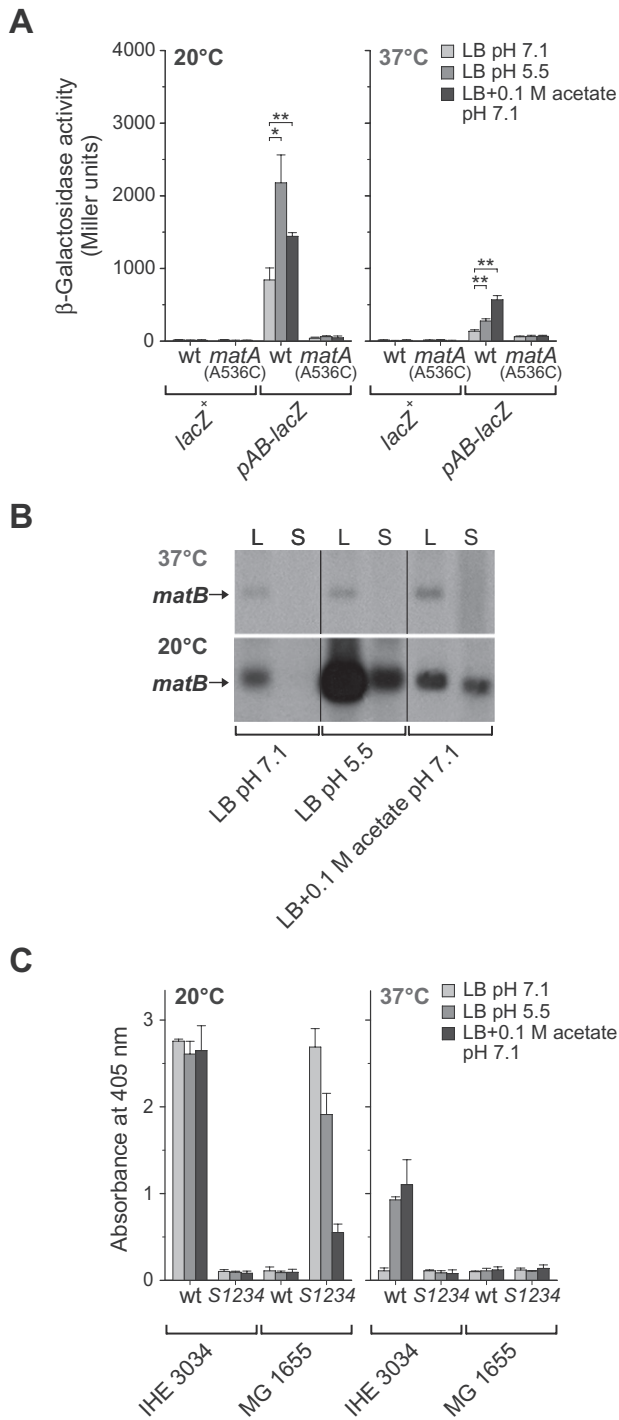 A
20°C
37°C
LB pH 7.1
LB pH 5.5
LB+0.1 M acetate
pH 7.1
β-Galactosidase activity
(Miller units)
4000
3000
2000
1000
0
**
*
**
**
wt matA wt matA wt matA wt matA
(A536C) (A536C) (A536C) (A536C)
lacZ+ pAB-lacZ lacZ+ pAB-lacZ
B
L S L S L S
37°C
matB→
20°C
matB→
LB pH 7.1
LB pH 5.5
LB+0.1 M acetate pH 7.1
C
20°C
37°C
LB pH 7.1
LB pH 5.5
LB+0.1 M acetate
pH 7.1
Absorbance at 405 nm
3
2
1
0
wt S1234 wt S1234 wt S1234 wt S1234
IHE 3034 MG 1655 IHE 3034 MG 1655